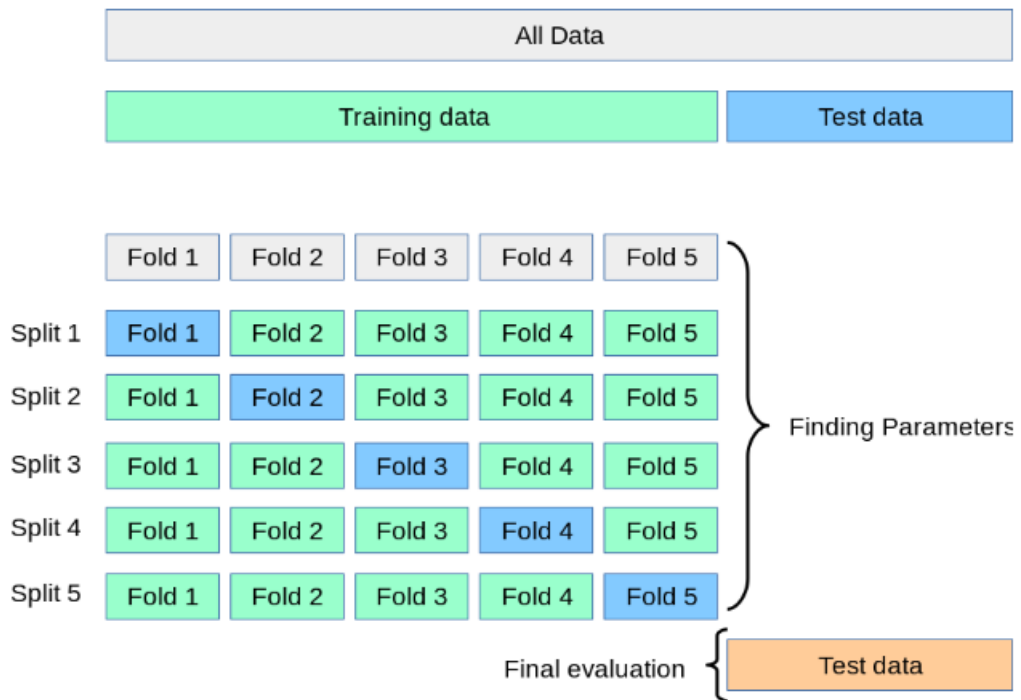 All Data
Training data Test data
Fold 1 Fold 2 Fold 3 Fold 4 Fold 5
Split 1 Fold 1 Fold 2 Fold 3 Fold 4 Fold 5
Split 2 Fold 1 Fold 2 Fold 3 Fold 4 Fold 5
Finding Parameters
Split 3 Fold 1 Fold 2 Fold 3 Fold 4 Fold 5
Split 4 Fold 1 Fold 2 Fold 3 Fold 4 Fold 5
Split 5 Fold 1 Fold 2 Fold 3 Fold 4 Fold 5
Final evaluation Test data